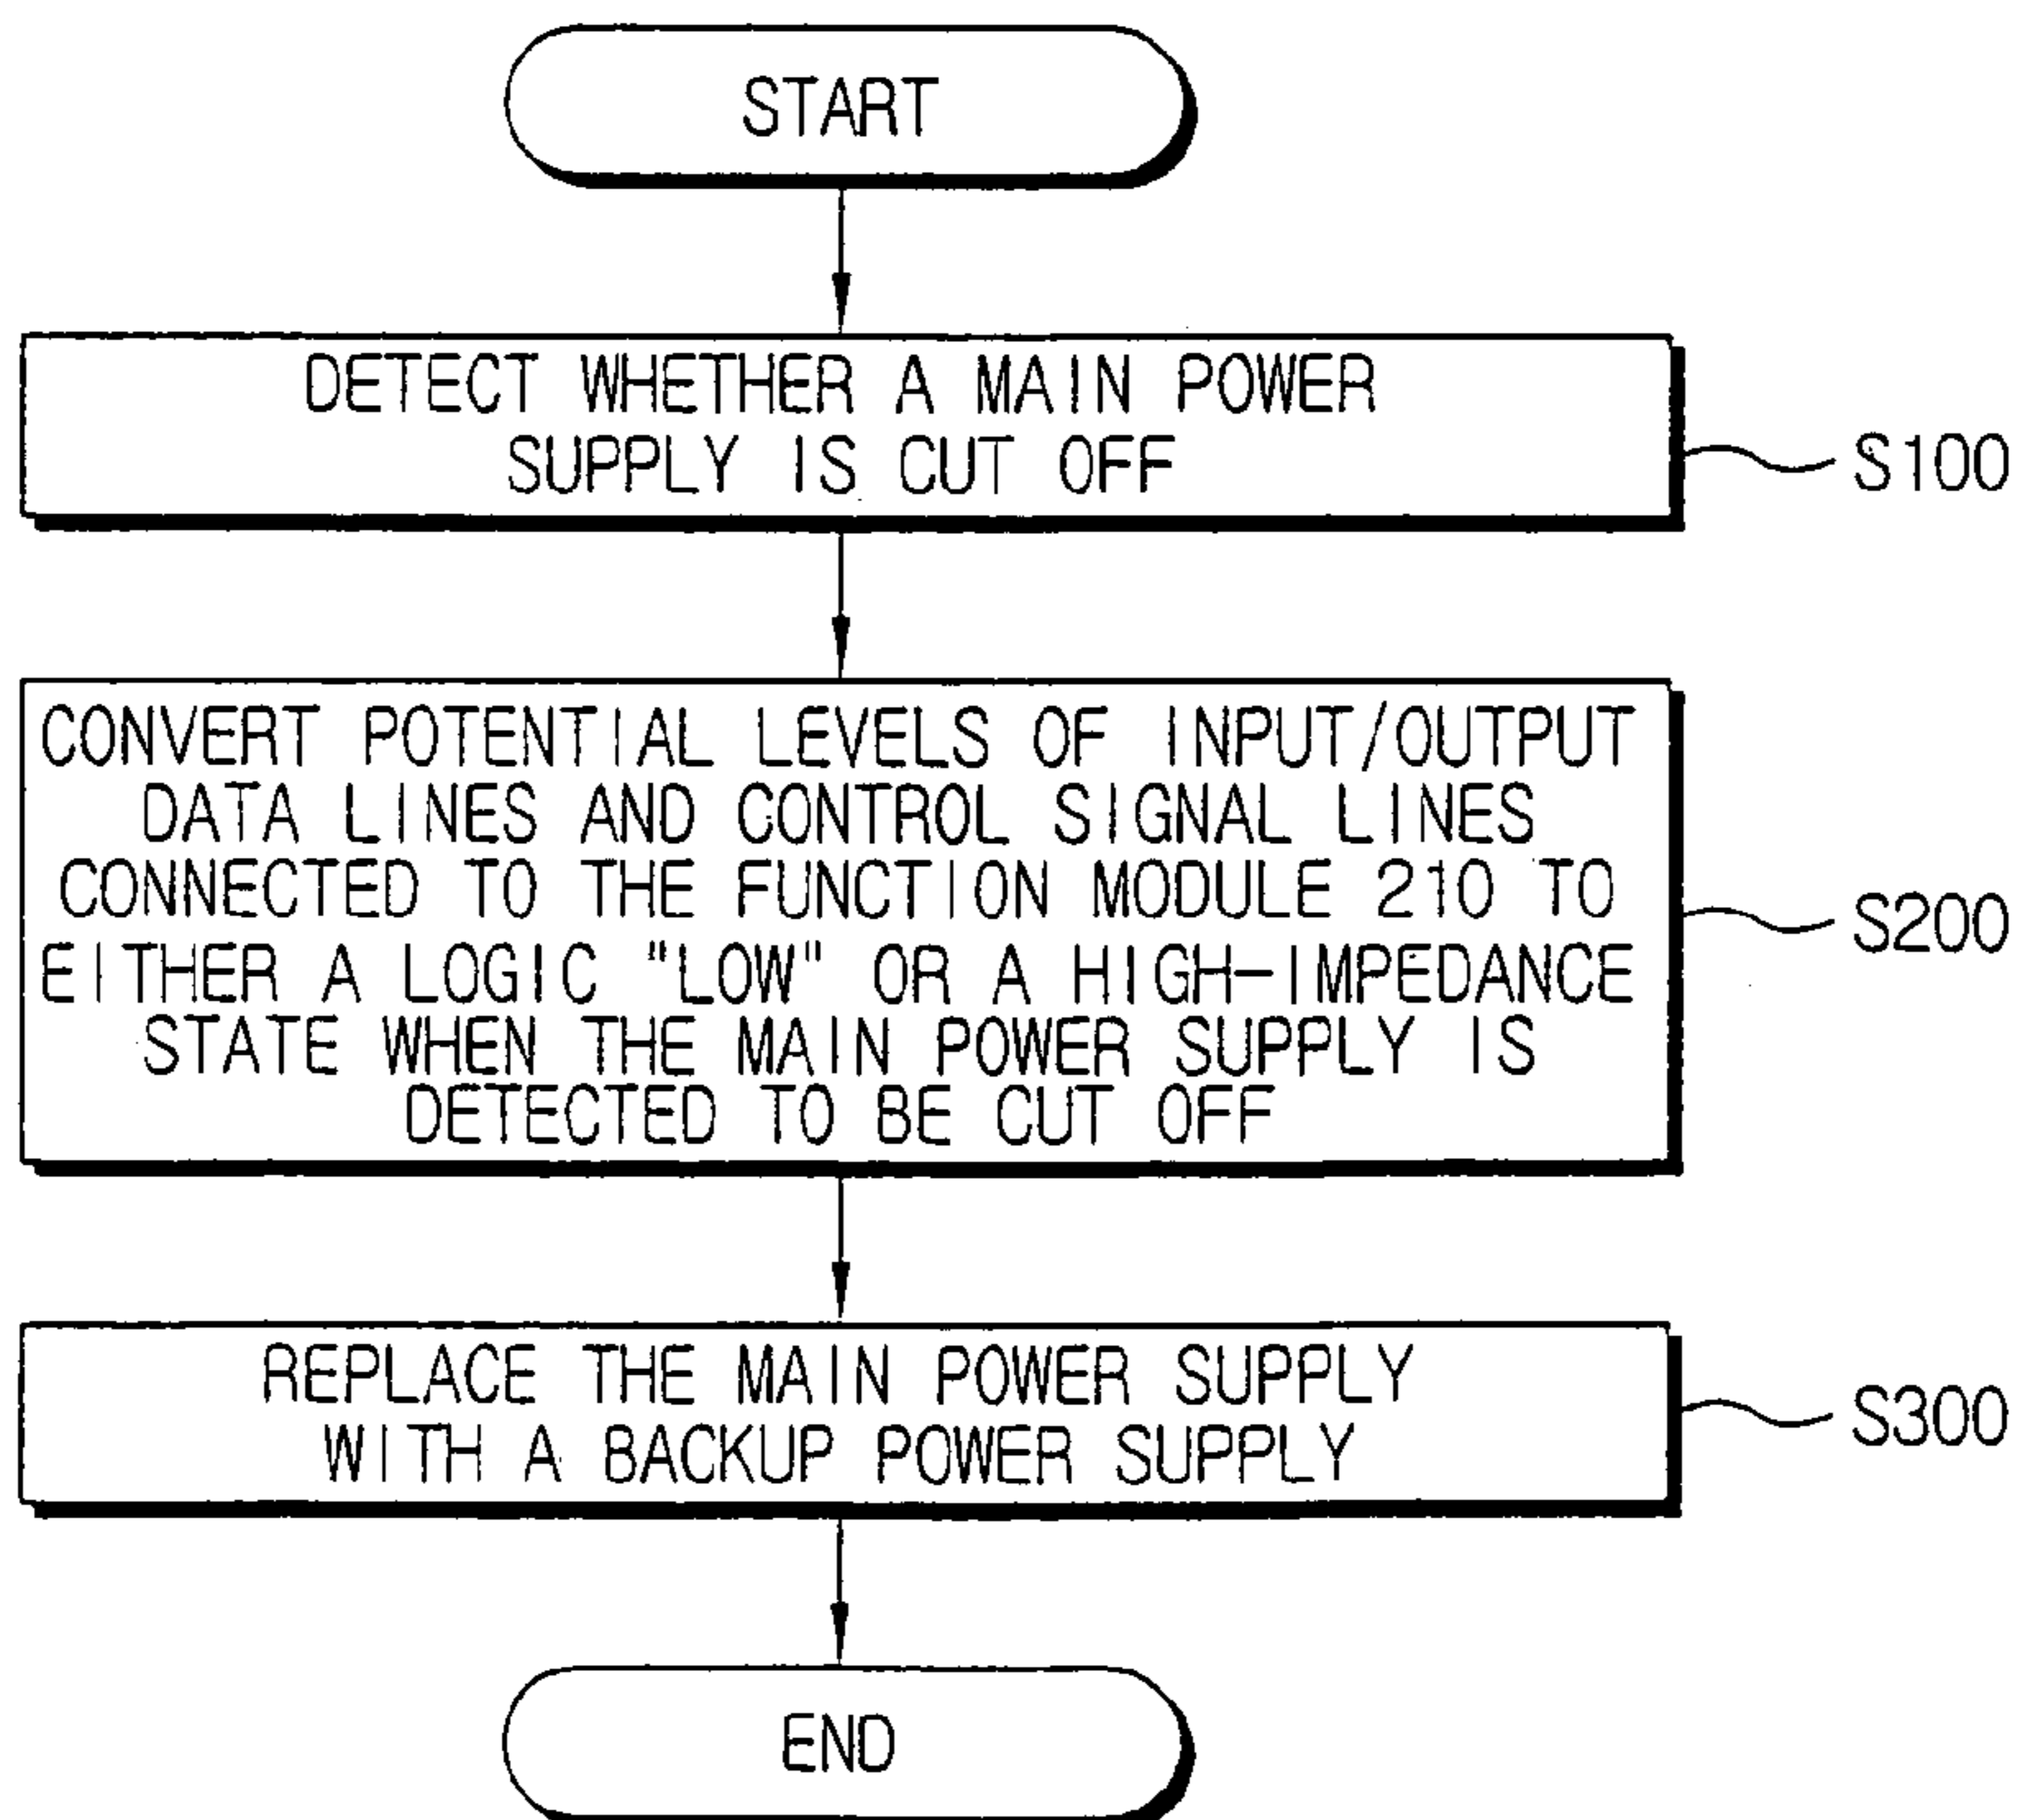 START
DETECT WHETHER A MAIN POWER
SUPPLY IS CUT OFF
S100
CONVERT POTENTIAL LEVELS OF INPUT/OUTPUT
DATA LINES AND CONTROL SIGNAL LINES
CONNECTED TO THE FUNCTION MODULE 210 TO
EITHER A LOGIC "LOW" OR A HIGH-IMPEDANCE
STATE WHEN THE MAIN POWER SUPPLY IS
DETECTED TO BE CUT OFF
S200
REPLACE THE MAIN POWER SUPPLY
WITH A BACKUP POWER SUPPLY
S300
END